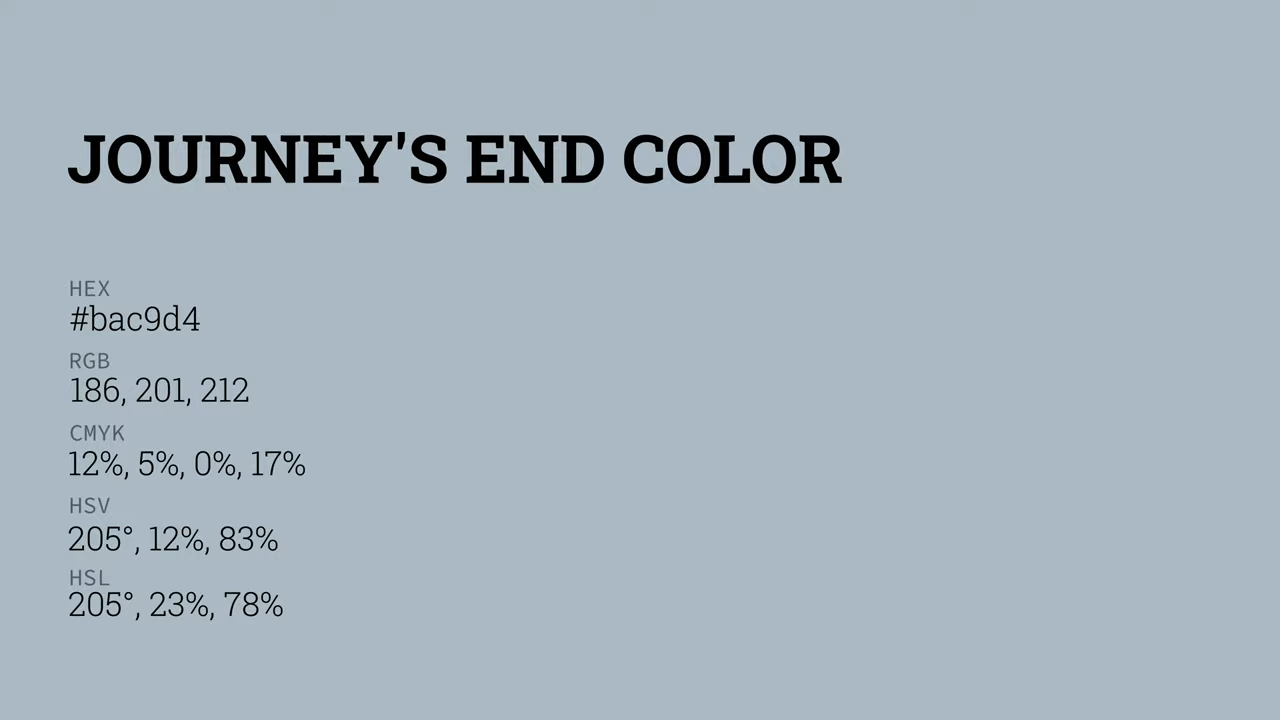 JOURNEY'S END COLOR
HEX
#bac9d4
RGB
186, 201, 212
CMYK
12%, 5%, 0%, 17%
HSV
205°, 12%, 83%
HSL
205°, 23%, 78%